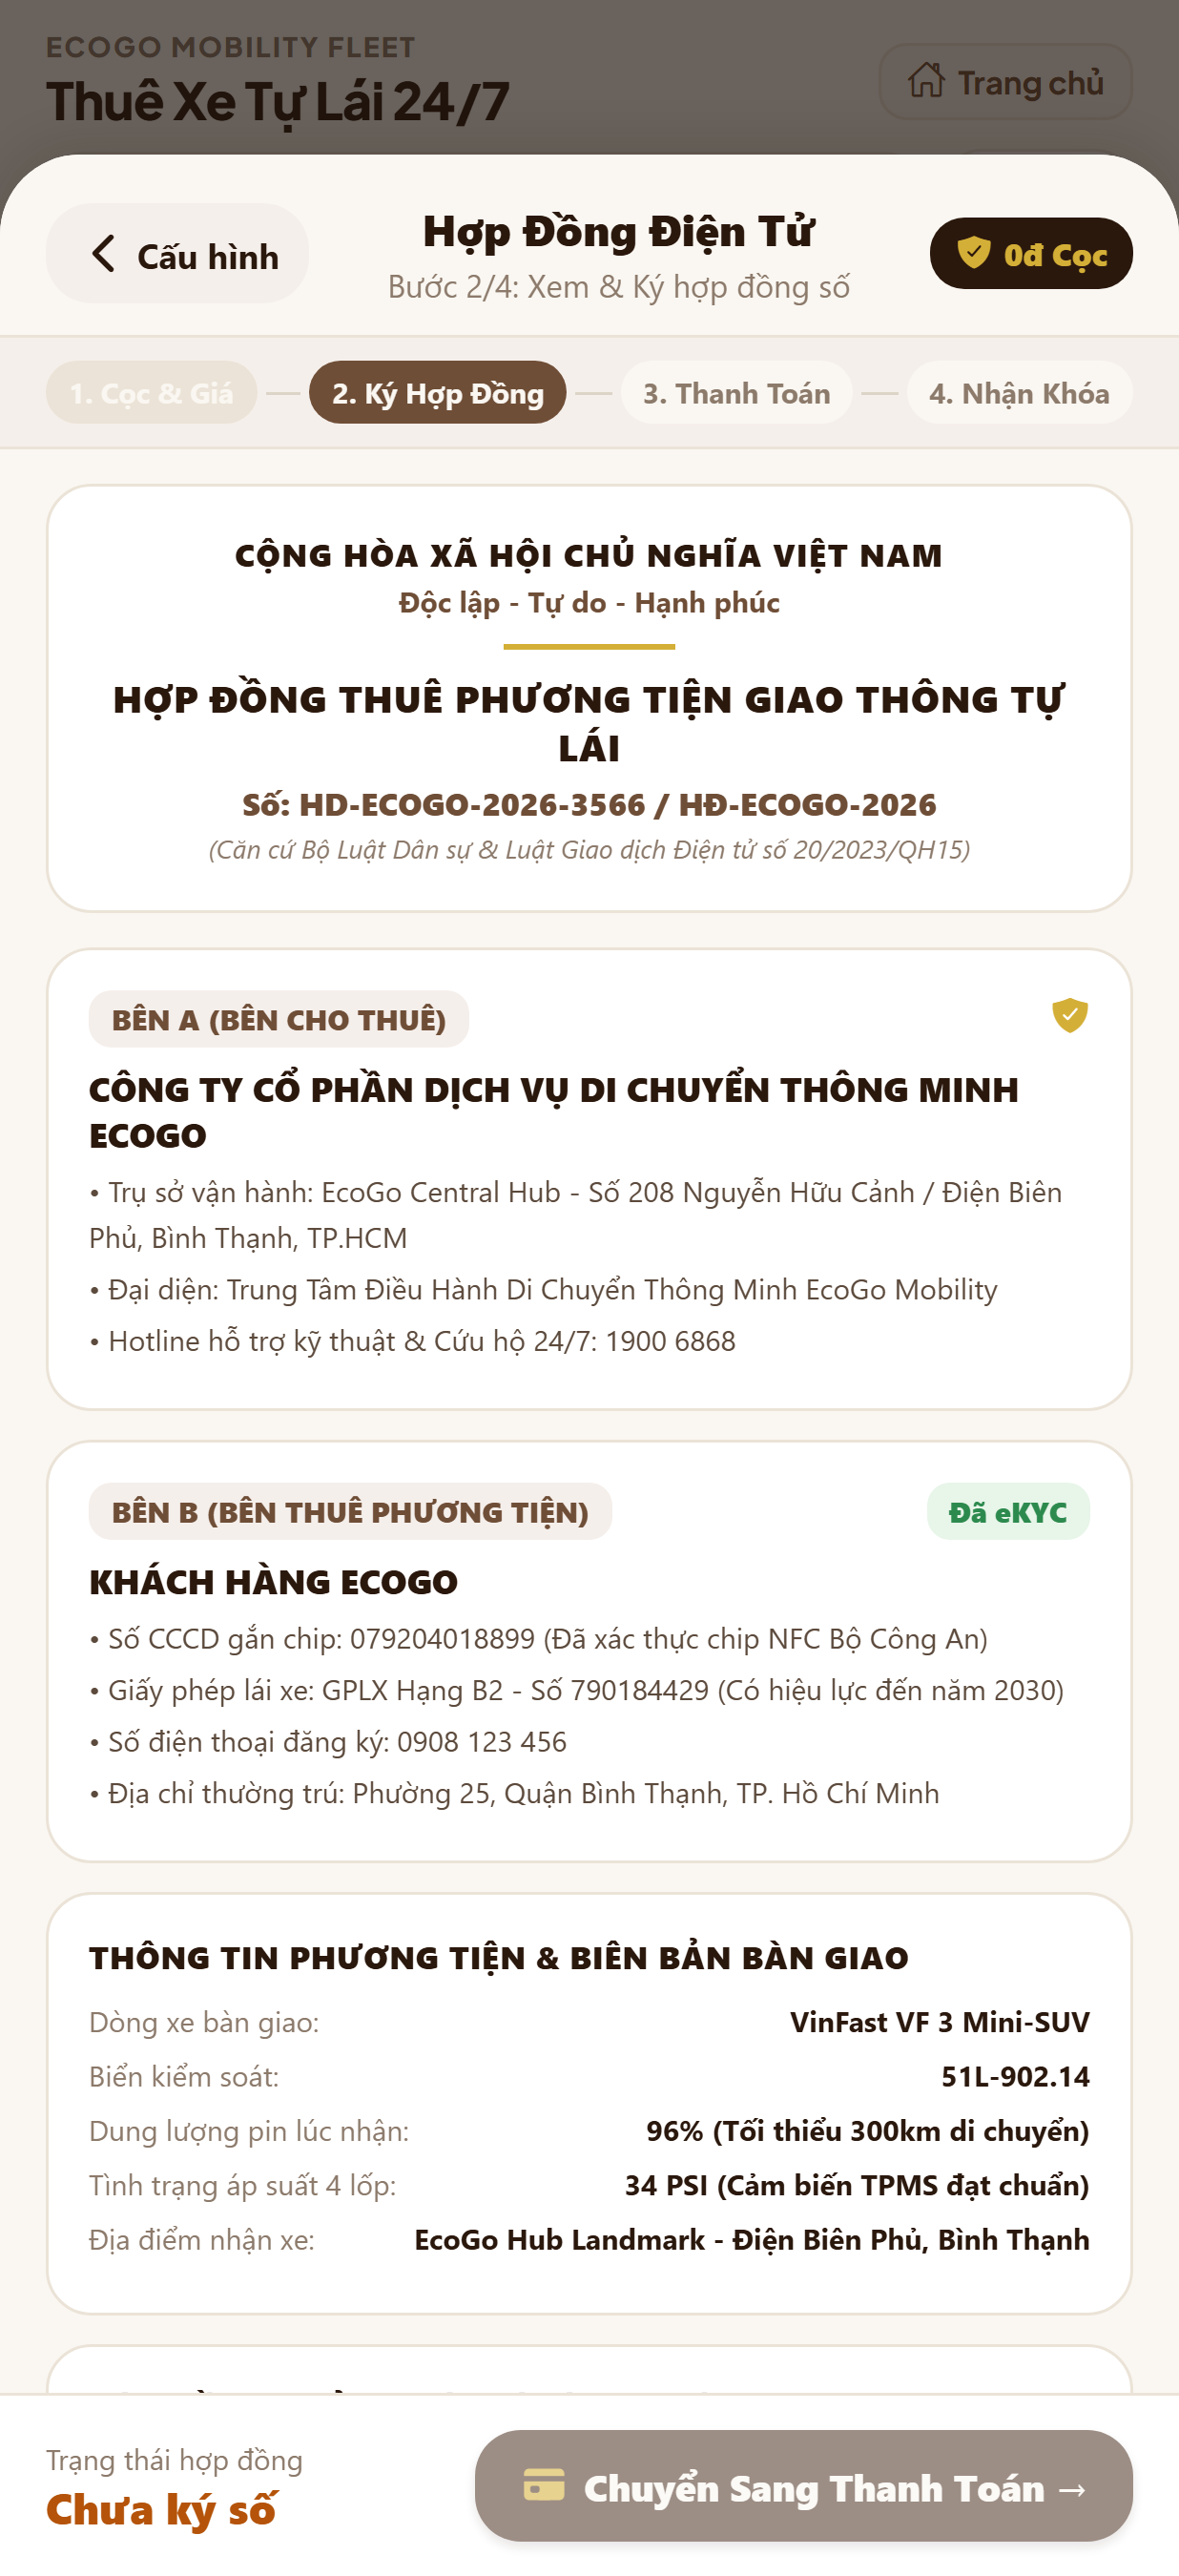 ECOGO MOBILITY FLEET
Thuê Xe Tự Lái 24/7
Trang chủ
Cấu hình
Hợp Đồng Điện Tử
Bước 2/4: Xem & Ký hợp đồng số
0đ Cọc
1. Cọc & Giá
2. Ký Hợp Đồng
3. Thanh Toán
4. Nhận Khóa
CỘNG HÒA XÃ HỘI CHỦ NGHĨA VIỆT NAM
Độc lập - Tự do - Hạnh phúc
HỢP ĐỒNG THUÊ PHƯƠNG TIỆN GIAO THÔNG TỰ
LÁI
Số: HD-ECOGO-2026-3566 / HĐ-ECOGO-2026
(Căn cứ Bộ Luật Dân sự & Luật Giao dịch Điện tử số 20/2023/QH15)
BÊN A (BÊN CHO THUÊ)
CÔNG TY CỔ PHẦN DỊCH VỤ DI CHUYỂN THÔNG MINH
ECOGO
• Trụ sở vận hành: EcoGo Central Hub - Số 208 Nguyễn Hữu Cảnh / Điện Biên
Phủ, Bình Thạnh, TP.HCM
• Đại diện: Trung Tâm Điều Hành Di Chuyển Thông Minh EcoGo Mobility
• Hotline hỗ trợ kỹ thuật & Cứu hộ 24/7: 1900 6868
BÊN B (BÊN THUÊ PHƯƠNG TIỆN)
Đã eKYC
KHÁCH HÀNG ECOGO
• Số CCCD gắn chip: 079204018899 (Đã xác thực chip NFC Bộ Công An)
• Giấy phép lái xe: GPLX Hạng B2 - Số 790184429 (Có hiệu lực đến năm 2030)
• Số điện thoại đăng ký: 0908 123 456
• Địa chỉ thường trú: Phường 25, Quận Bình Thạnh, TP. Hồ Chí Minh
THÔNG TIN PHƯƠNG TIỆN & BIÊN BẢN BÀN GIAO
Dòng xe bàn giao: VinFast VF 3 Mini-SUV
Biển kiểm soát: 51L-902.14
Dung lượng pin lúc nhận: 96% (Tối thiểu 300km di chuyển)
Tình trạng áp suất 4 lốp: 34 PSI (Cảm biến TPMS đạt chuẩn)
Địa điểm nhận xe: EcoGo Hub Landmark - Điện Biên Phủ, Bình Thạnh
Trạng thái hợp đồng
Chưa ký số
Chuyển Sang Thanh Toán →